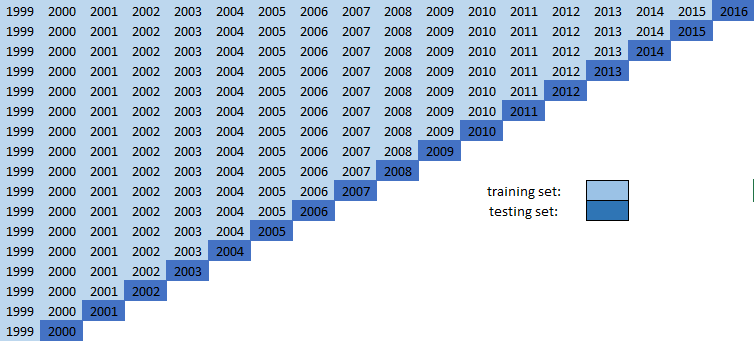 1999 2000 2001 2002 2003 2004 2005 2006 2007 2008 2009 2010 2011 2012 2013 2014 2015 2016
1999 2000 2001 2002 2003 2004 2005 2006 2007 2008 2009 2010 2011 2012 2013 2014 2015
1999 2000 2001 2002 2003 2004 2005 2006 2007 2008 2009 2010 2011 2012 2013 2014
1999 2000 2001 2002 2003 2004 2005 2006 2007 2008 2009 2010 2011 2012 2013
1999 2000 2001 2002 2003 2004 2005 2006 2007 2008 2009 2010 2011 2012
1999 2000 2001 2002 2003 2004 2005 2006 2007 2008 2009 2010 2011
1999 2000 2001 2002 2003 2004 2005 2006 2007 2008 2009 2010
1999 2000 2001 2002 2003 2004 2005 2006 2007 2008 2009
1999 2000 2001 2002 2003 2004 2005 2006 2007 2008
1999 2000 2001 2002 2003 2004 2005 2006 2007
training set:
1999 2000 2001 2002 2003 2004 2005 2006
testing set:
1999 2000 2001 2002 2003 2004 2005
1999 2000 2001 2002 2003 2004
1999 2000 2001 2002 2003
1999 2000 2001 2002
1999 2000 2001
1999 2000